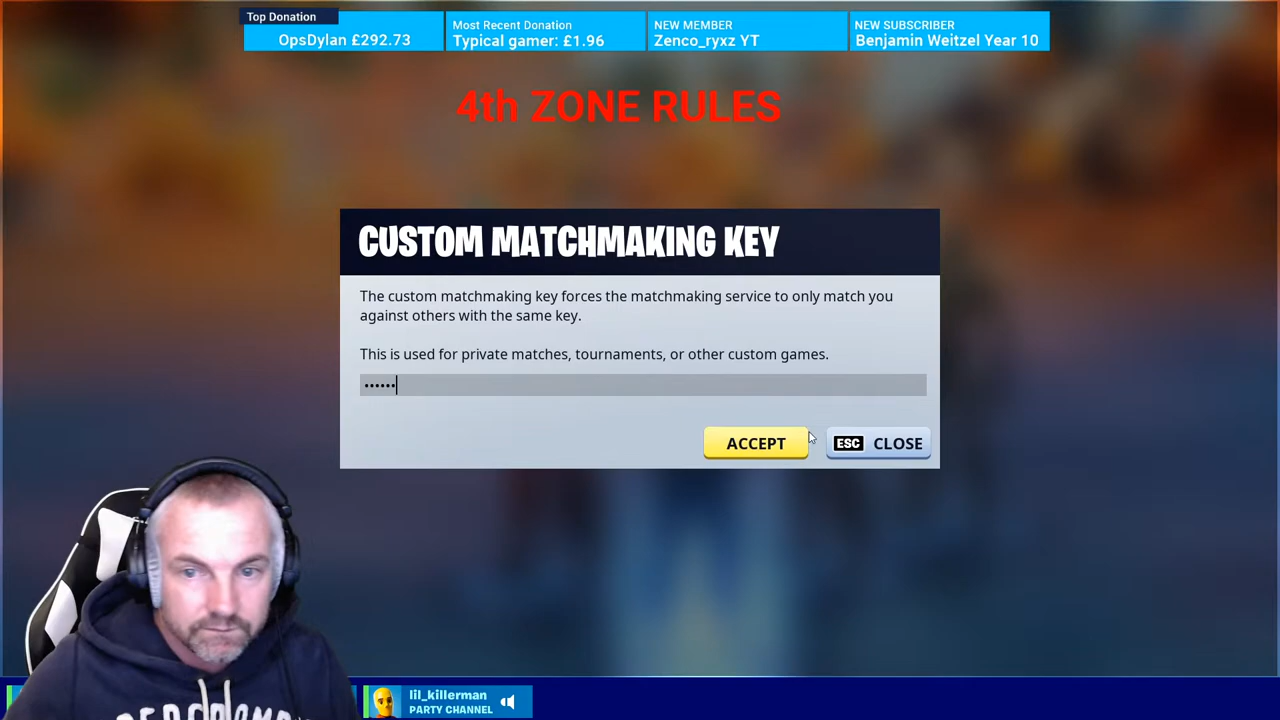 Top Donation
OpsDylan £292.73
Most Recent Donation
Typical gamer: £1.96
NEW MEMBER
Zenco_ryxz YT
NEW SUBSCRIBER
Benjamin Weitzel Year 10
4th ZONE RULES
CUSTOM MATCHMAKING KEY
The custom matchmaking key forces the matchmaking service to only match you
against others with the same key.
This is used for private matches, tournaments, or other custom games.
••••••
ACCEPT
ESC CLOSE
lil_killerman
PARTY CHANNEL